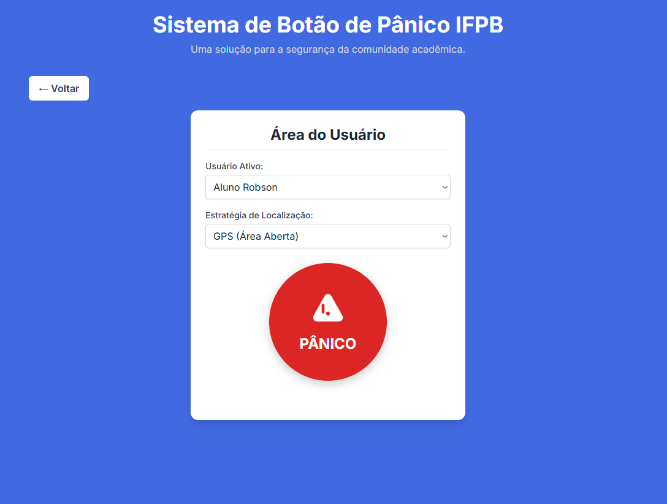 Sistema de Botão de Pânico IFPB
Uma solução para a segurança da comunidade acadêmica.
← Voltar
Área do Usuário
Usuário Ativo:
Aluno Robson
Estratégia de Localização:
GPS (Área Aberta)
PÂNICO